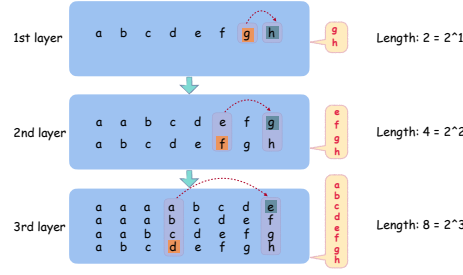 1st layer
a b c d e f g h
g
h
Length: 2 = 2^1
2nd layer
a a b c d e f g
a b c d e f g h
e
f
g
h
Length: 4 = 2^2
3rd layer
a a a a b c d e
a a a b c d e f
a a b c d e f g
a b c d e f g h
a
b
c
d
e
f
g
h
Length: 8 = 2^3